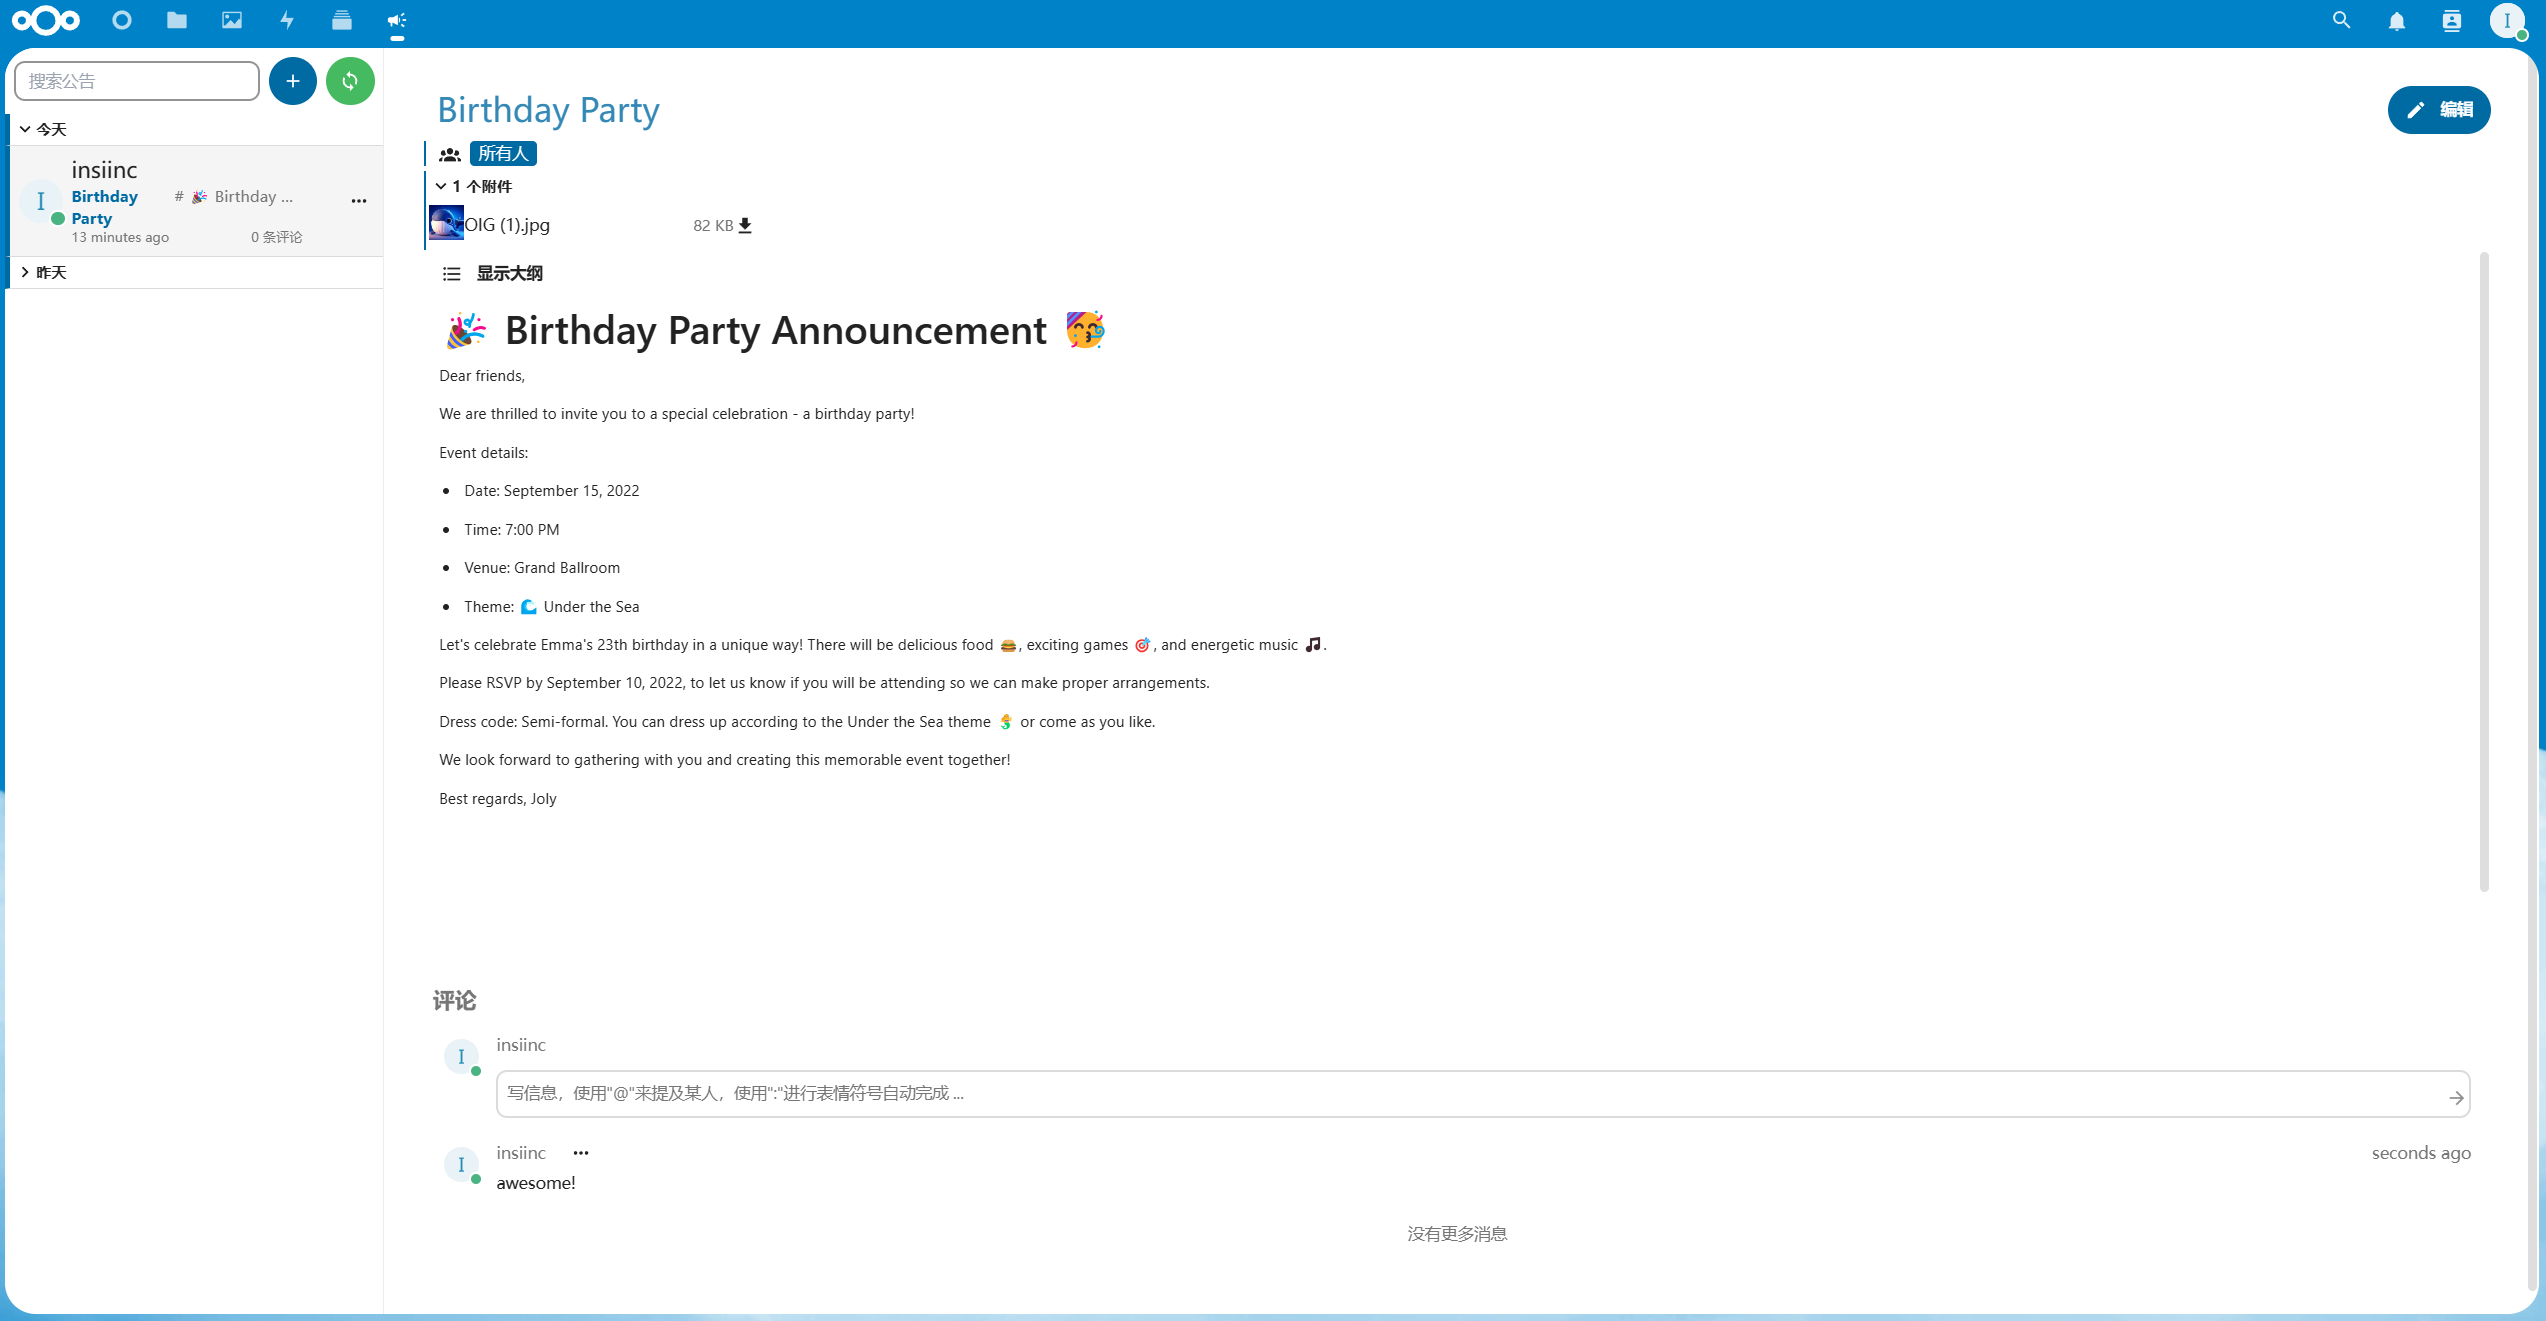 搜索公告
今天
I
insiinc
Birthday Party
# 🎉 Birthday ...
13 minutes ago
0 条评论
昨天
I
Birthday Party
编辑
所有人
1 个附件
OIG (1).jpg
82 KB
显示大纲
🎉 Birthday Party Announcement 🥳
Dear friends,
We are thrilled to invite you to a special celebration - a birthday party!
Event details:
• Date: September 15, 2022
• Time: 7:00 PM
• Venue: Grand Ballroom
• Theme: 🌊 Under the Sea
Let's celebrate Emma's 23th birthday in a unique way! There will be delicious food 🍔, exciting games 🎯, and energetic music 🎵.
Please RSVP by September 10, 2022, to let us know if you will be attending so we can make proper arrangements.
Dress code: Semi-formal. You can dress up according to the Under the Sea theme 🧜 or come as you like.
We look forward to gathering with you and creating this memorable event together!
Best regards, Joly
评论
I
insiinc
写信息，使用"@"来提及某人，使用":"进行表情符号自动完成 ...
I
insiinc
seconds ago
awesome!
没有更多消息